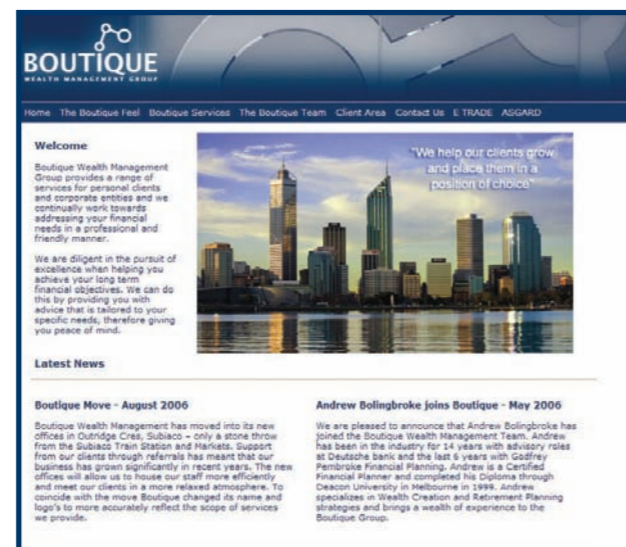 BOUTIQUE
WEALTH MANAGEMENT GROUP
Home The Boutique Feel Boutique Services The Boutique Team Client Area Contact Us E TRADE ASGARD
Welcome
Boutique Wealth Management
Group provides a range of
services for personal clients
and corporate entities and we
continually work towards
addressing your financial
needs in a professional and
friendly manner.
We are diligent in the pursuit of
excellence when helping you
achieve your long term
financial objectives. We can do
this by providing you with
advice that is tailored to your
specific needs, therefore giving
you peace of mind.
"We help our clients grow
and place them in a
position of choice"
Latest News
Boutique Move - August 2006
Boutique Wealth Management has moved into its new
offices in Outridge Cres, Subiaco – only a stone throw
from the Subiaco Train Station and Markets. Support
from our clients through referrals has meant that our
business has grown significantly in recent years. The new
offices will allow us to house our staff more efficiently
and meet our clients in a more relaxed atmosphere. To
coincide with the move Boutique changed its name and
logo's to more accurately reflect the scope of services
we provide.
Andrew Bolingbroke joins Boutique - May 2006
We are pleased to announce that Andrew Bolingbroke has
joined the Boutique Wealth Management Team. Andrew
has been in the industry for 14 years with advisory roles
at Deutsche bank and the last 6 years with Godfrey
Pembroke Financial Planning. Andrew is a Certified
Financial Planner and completed his Diploma through
Deacon University in Melbourne in 1999. Andrew
specializes in Wealth Creation and Retirement Planning
strategies and brings a wealth of experience to the
Boutique Group.